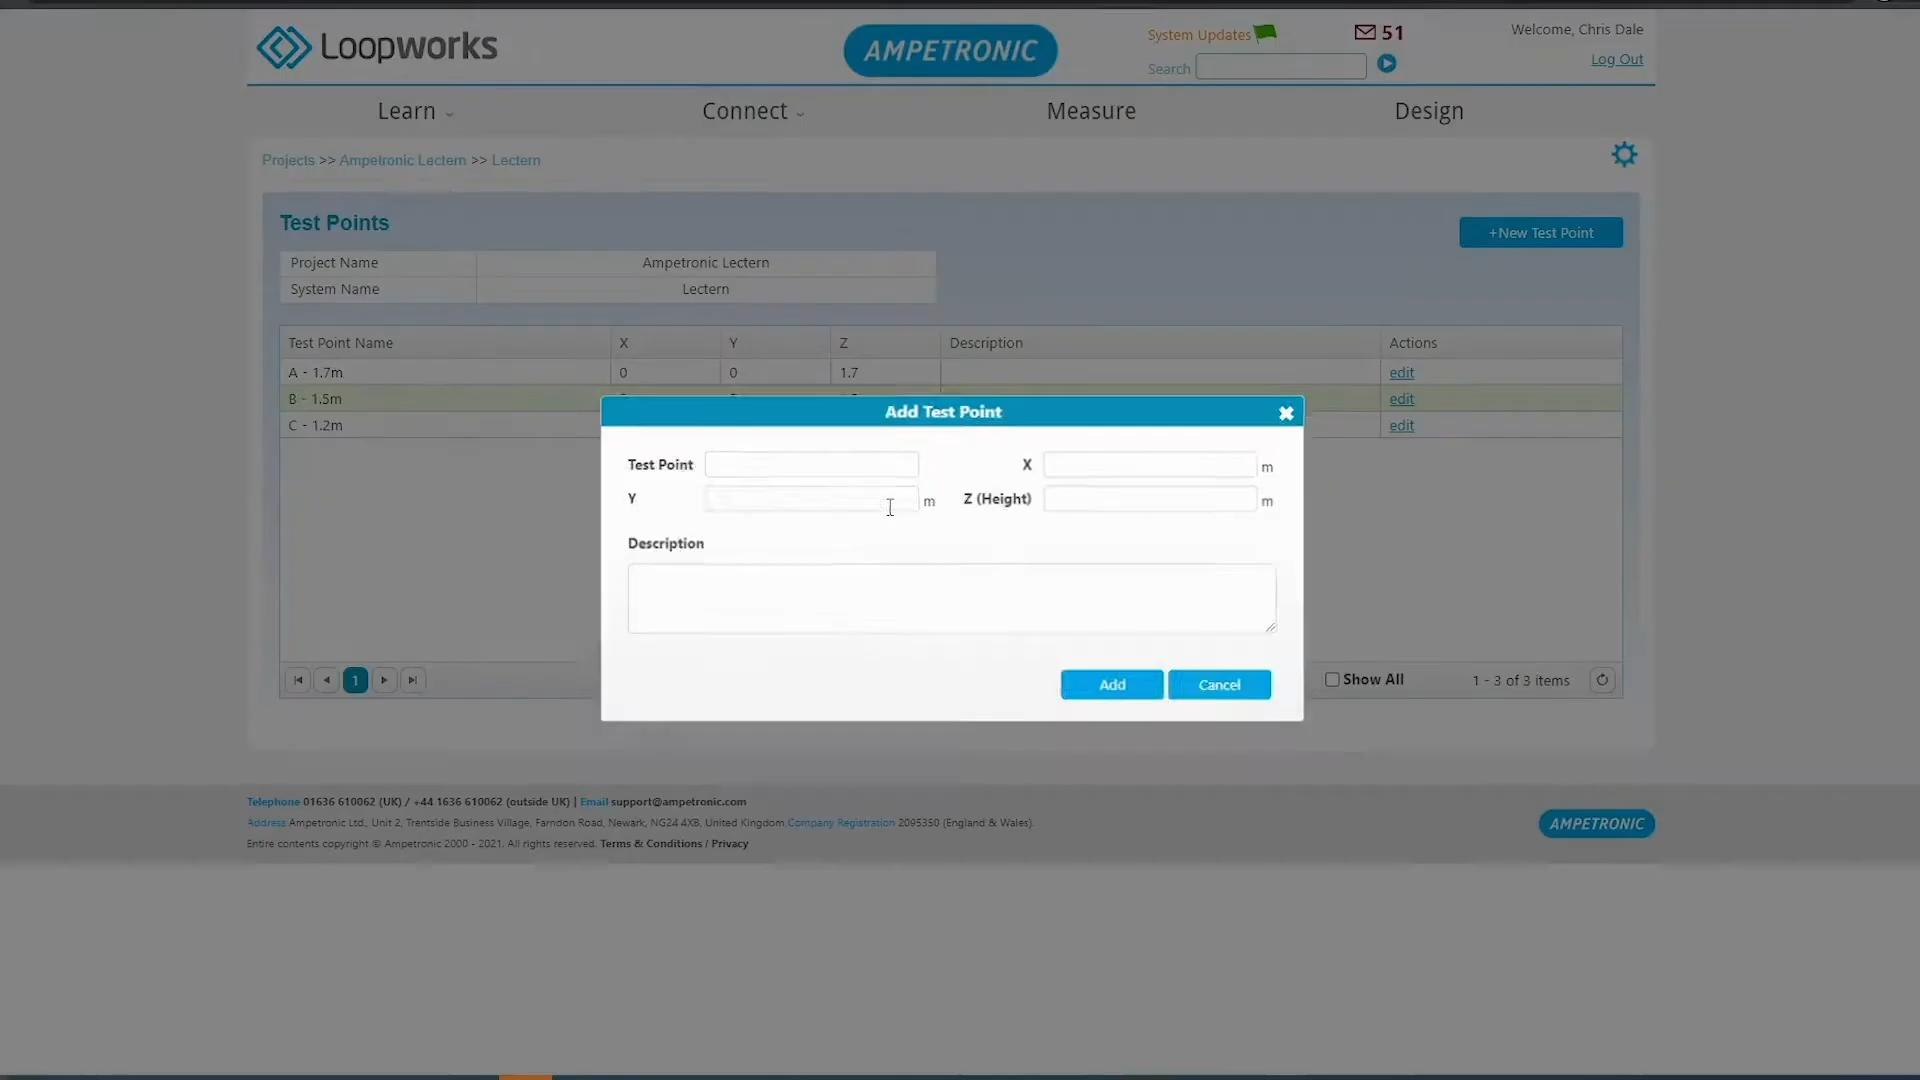 Loopworks
AMPETRONIC
System Updates
51
Welcome, Chris Dale
Search
Log Out
Learn
Connect
Measure
Design
Projects >> Ampetronic Lectern >> Lectern
Test Points
+New Test Point
Project Name Ampetronic Lectern
System Name Lectern
Test Point Name X Y Z Description Actions
A - 1.7m 0 0 1.7 edit
B - 1.5m edit
C - 1.2m edit
Add Test Point
Test Point X m
Y m Z (Height) m
Description
Add Cancel
1 Show All 1 - 3 of 3 items
Telephone 01636 610062 (UK) / +44 1636 610062 (outside UK) | Email support@ampetronic.com
Address Ampetronic Ltd., Unit 2, Trentside Business Village, Farndon Road, Newark, NG24 4XB, United Kingdom Company Registration 2095350 (England & Wales).
Entire contents copyright © Ampetronic 2000 - 2021. All rights reserved. Terms & Conditions / Privacy
AMPETRONIC